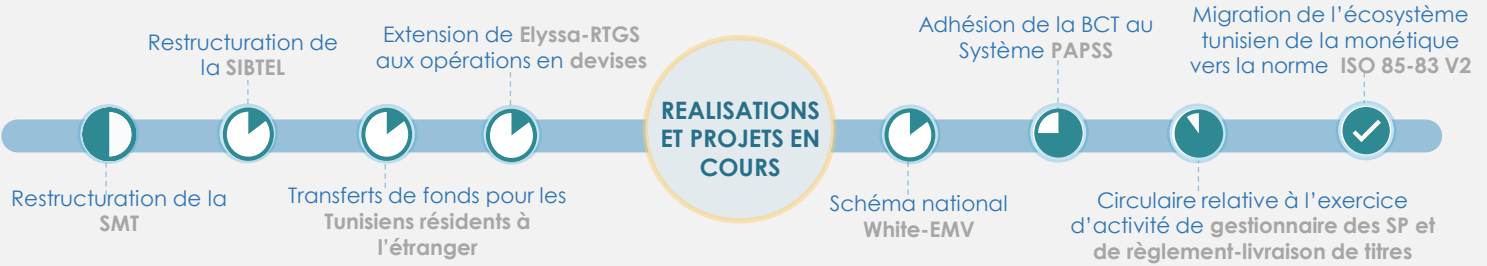 Restructuration de
la SIBTEL
Extension de Elyssa-RTGS
aux opérations en devises
Restructuration de la
SMT
Transferts de fonds pour les
Tunisiens résidents à
l'étranger
REALISATIONS
ET PROJETS EN
COURS
Adhésion de la BCT au
Système PAPSS
Migration de l'écosystème
tunisien de la monétique
vers la norme ISO 85-83 V2
Schéma national
White-EMV
Circulaire relative à l'exercice
d'activité de gestionnaire des SP et
de règlement-livraison de titres